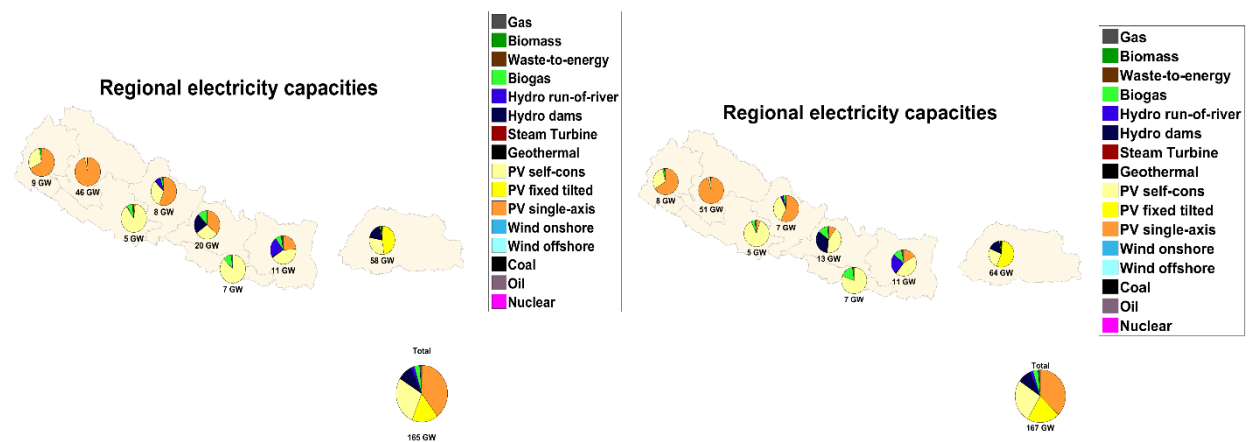 Regional electricity capacities
Gas
Biomass
Waste-to-energy
Biogas
Hydro run-of-river
Hydro dams
Steam Turbine
Geothermal
PV self-cons
PV fixed tilted
PV single-axis
Wind onshore
Wind offshore
Coal
Oil
Nuclear
9 GW
46 GW
8 GW
5 GW
20 GW
7 GW
11 GW
58 GW
Total
165 GW
Regional electricity capacities
Gas
Biomass
Waste-to-energy
Biogas
Hydro run-of-river
Hydro dams
Steam Turbine
Geothermal
PV self-cons
PV fixed tilted
PV single-axis
Wind onshore
Wind offshore
Coal
Oil
Nuclear
8 GW
51 GW
7 GW
5 GW
13 GW
7 GW
11 GW
64 GW
Total
167 GW